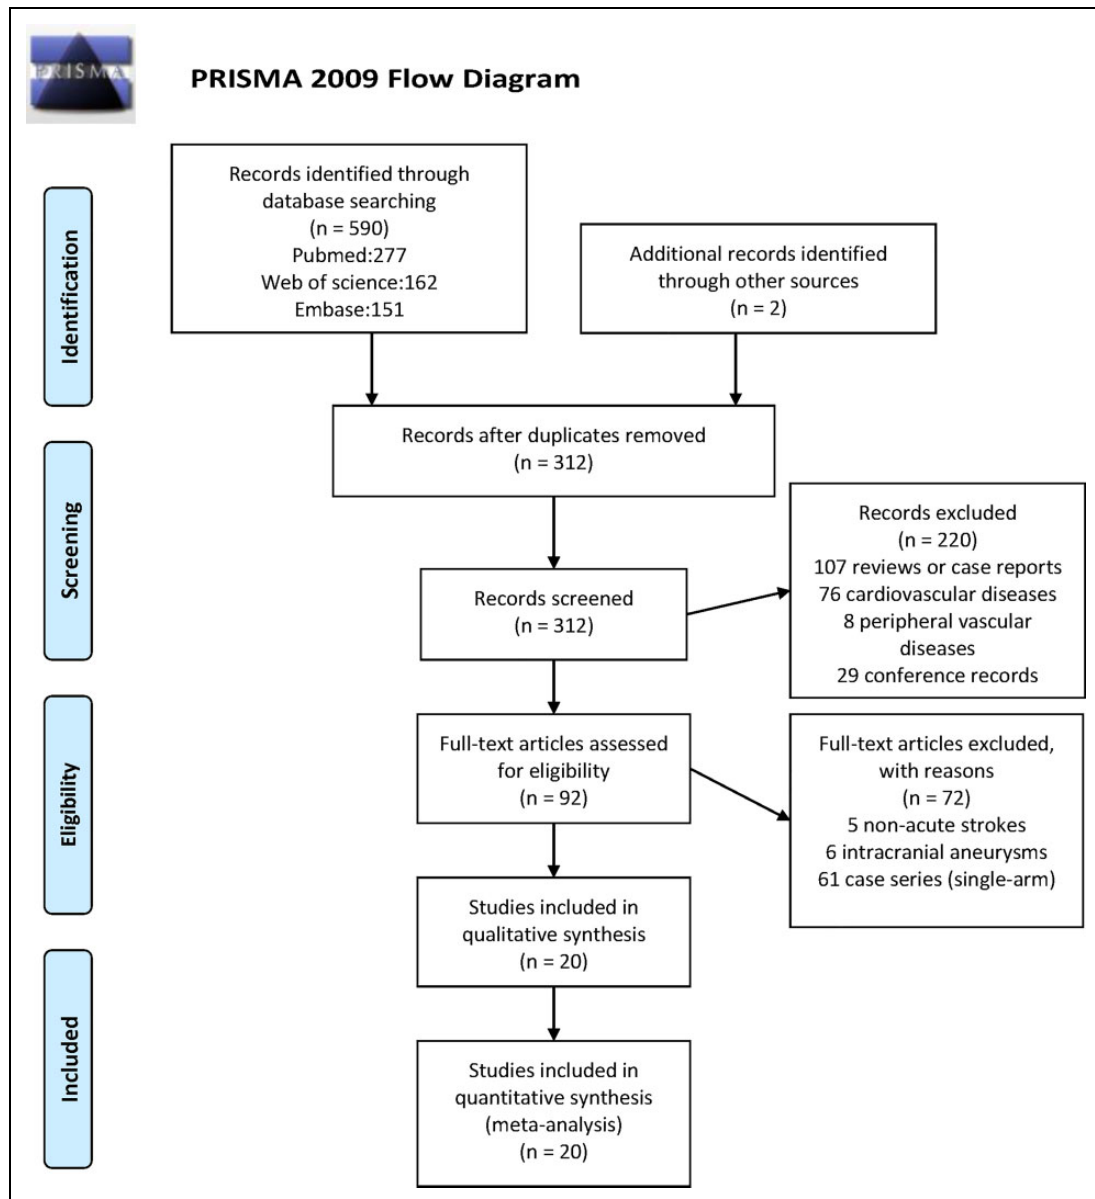 PRISMA
PRISMA 2009 Flow Diagram
Identification
Records identified through
database searching
(n = 590)
Pubmed:277
Web of science:162
Embase:151
Additional records identified
through other sources
(n = 2)
Records after duplicates removed
(n = 312)
Screening
Records screened
(n = 312)
Records excluded
(n = 220)
107 reviews or case reports
76 cardiovascular diseases
8 peripheral vascular
diseases
29 conference records
Eligibility
Full-text articles assessed
for eligibility
(n = 92)
Full-text articles excluded,
with reasons
(n = 72)
5 non-acute strokes
6 intracranial aneurysms
61 case series (single-arm)
Studies included in
qualitative synthesis
(n = 20)
Included
Studies included in
quantitative synthesis
(meta-analysis)
(n = 20)